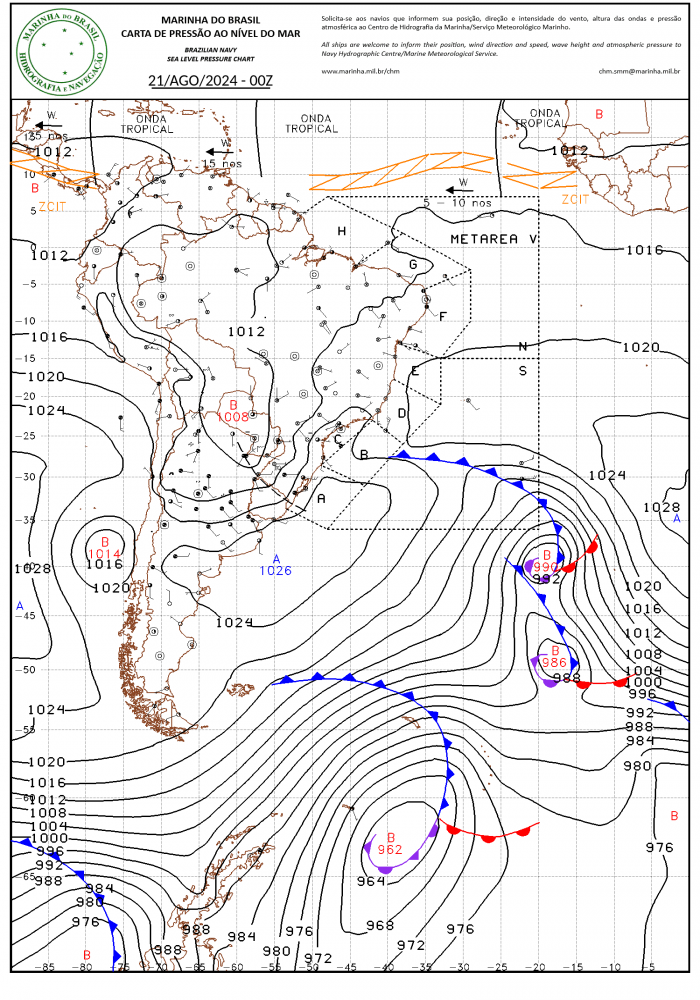 MARINHA DO BRASIL
HIDROGRAFIA E NAVEGAÇÃO
MARINHA DO BRASIL
CARTA DE PRESSÃO AO NÍVEL DO MAR
BRAZILIAN NAVY
SEA LEVEL PRESSURE CHART
21/AGO/2024 - 00Z
Solicita-se aos navios que informem sua posição, direção e intensidade do vento, altura das ondas e pressão
atmosférica ao Centro de Hidrografia da Marinha/Serviço Meteorológico Marinho.
All ships are welcome to inform their position, wind direction and speed, wave height and atmospheric pressure to
Navy Hydrographic Centre/Marine Meteorological Service.
www.marinha.mil.br/chm
chm.smm@marinha.mil.br
W
ONDA
TROPICAL
ONDA
TROPICAL
ONDA
TROPICAL
B
15
nos
W
15 nos
1012
1012
10
B
W
5 - 10 nos
ZCIT
ZCIT
5
H
METAREA V
0
1012
1016
G
-5
F
-10
1012
1016
N
1020
-15
E
S
1020
-20
B
1008
D
1024
-25
C
B
-30
1024
A
1028
-35
A
B
1014
1016
A
1026
B
990
992
-40
1028
1020
1020
A
1016
-45
1024
1012
B
986
988
1008
1004
1000
996
-50
1024
992
988
984
-55
980
1020
1016
-60
1012
1008
1004
1000
996
992
988
B
962
B
976
-65
984
964
980
976
968
988
984
976
976
988
980
972
972
B
-85
-80
-75
-70
-65
-60
-55
-50
-45
-40
-35
-30
-25
-20
-15
-10
-5